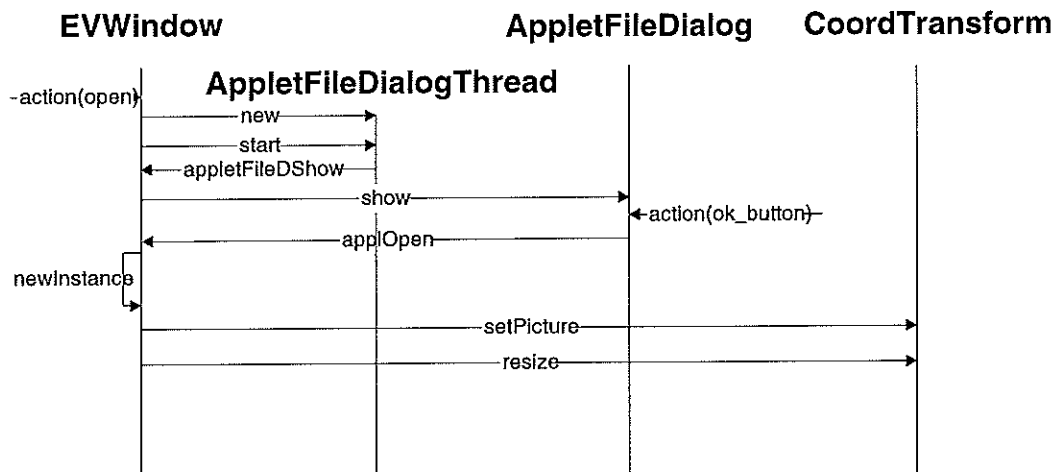 EVWindow
AppletFileDialog
CoordTransform
AppletFileDialogThread
action(open)
new
start
appletFileDShow
show
action(ok_button)
applOpen
newInstance
setPicture
resize